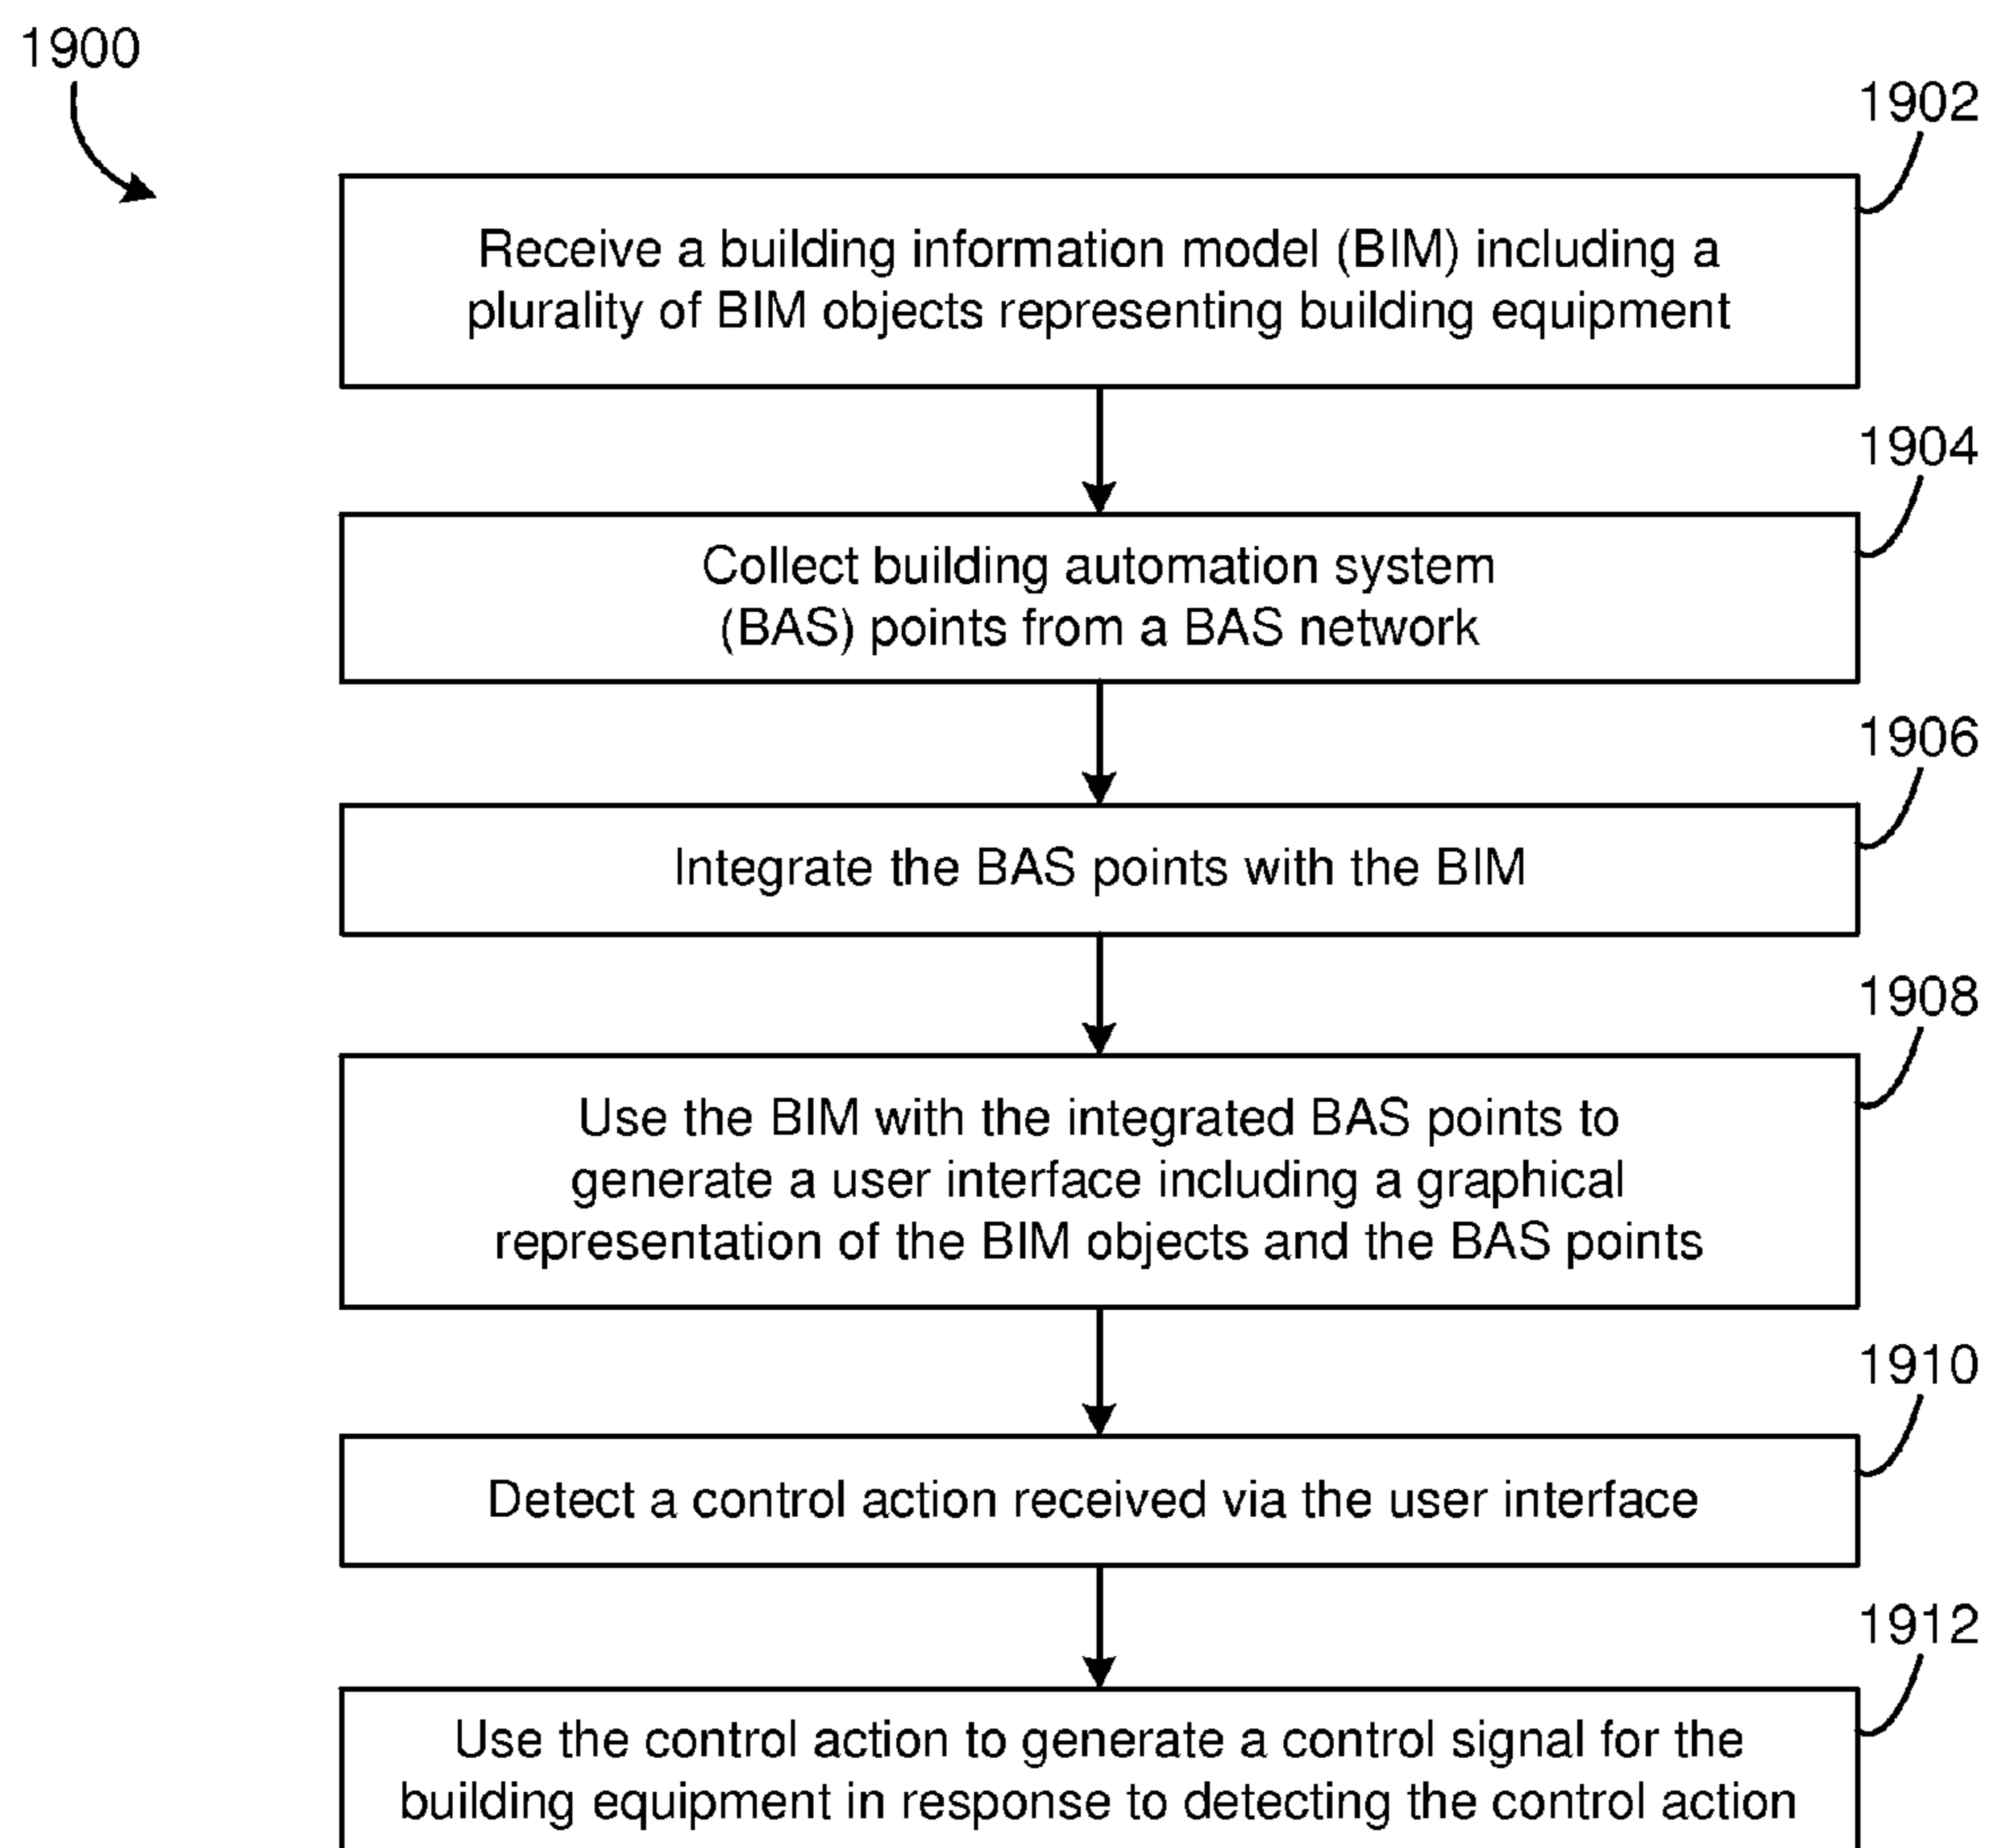 1900
1902
Receive a building information model (BIM) including a
plurality of BIM objects representing building equipment
1904
Collect building automation system
(BAS) points from a BAS network
1906
Integrate the BAS points with the BIM
1908
Use the BIM with the integrated BAS points to
generate a user interface including a graphical
representation of the BIM objects and the BAS points
1910
Detect a control action received via the user interface
1912
Use the control action to generate a control signal for the
building equipment in response to detecting the control action